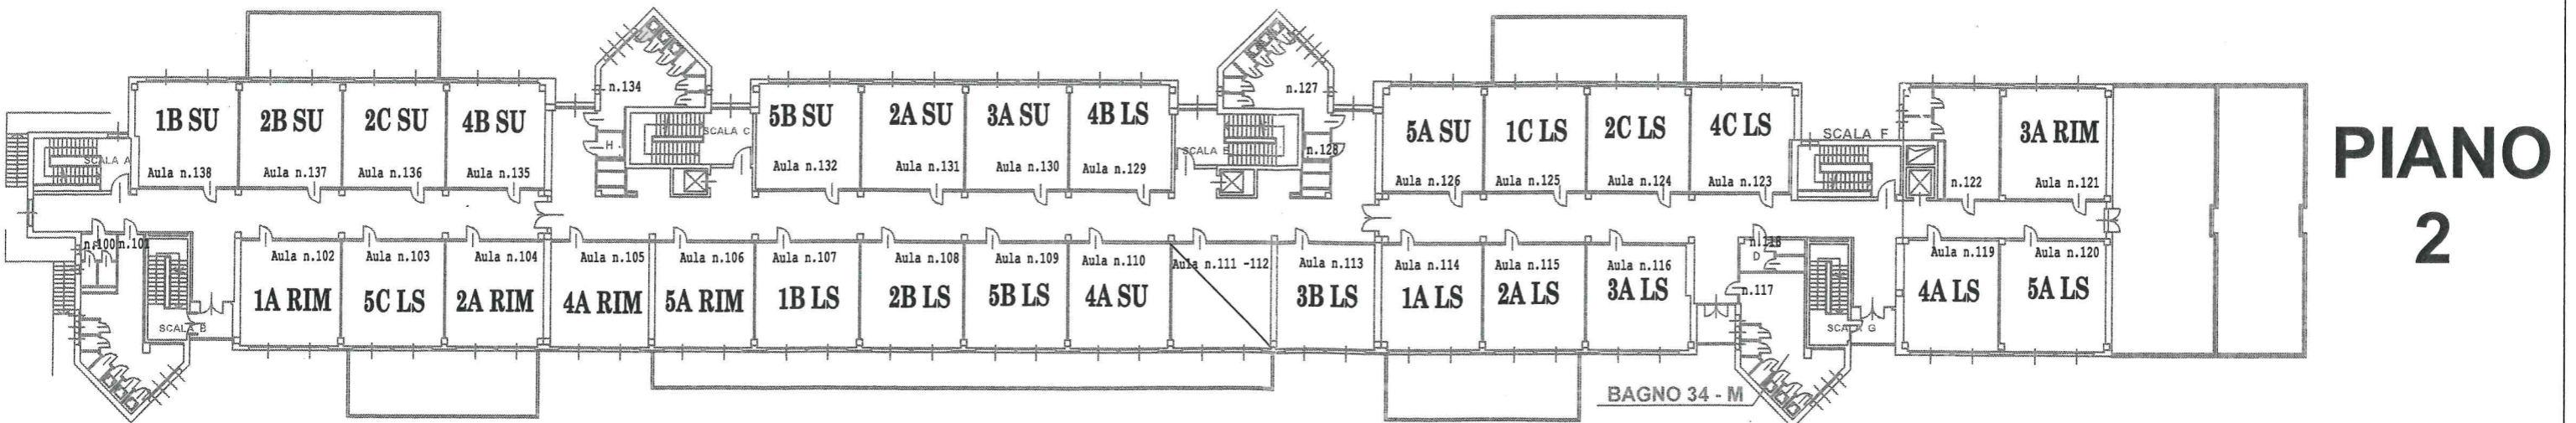 n.134
n.127
1B SU
2B SU
2C SU
4B SU
5B SU
2A SU
3A SU
4B LS
5A SU
1C LS
2C LS
4C LS
3A RIM
SCALA A
SCALA C
SCALA E
SCALA F
H
n.128
Aula n.138
Aula n.137
Aula n.136
Aula n.135
Aula n.132
Aula n.131
Aula n.130
Aula n.129
Aula n.126
Aula n.125
Aula n.124
Aula n.123
n.122
Aula n.121
PIANO
2
n.100
n.101
n.118
D
n.117
Aula n.102
Aula n.103
Aula n.104
Aula n.105
Aula n.106
Aula n.107
Aula n.108
Aula n.109
Aula n.110
Aula n.111 -112
Aula n.113
Aula n.114
Aula n.115
Aula n.116
Aula n.119
Aula n.120
1A RIM
5C LS
2A RIM
4A RIM
5A RIM
1B LS
2B LS
5B LS
4A SU
3B LS
1A LS
2A LS
3A LS
4A LS
5A LS
SCALA B
SCALA G
BAGNO 34 - M